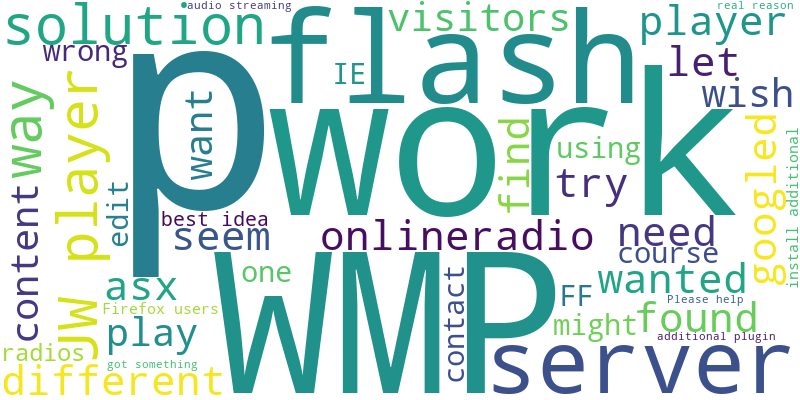 audio streaming
real reason
solution
flash
visitors
player
wrong
IE
let
wish
way
jw player
want
p
work
find
using
googled
install additional
content
edit
best idea
seem
try
onlineradio
need
course
asx
one
WMP
contact
FF
wanted
Please help
Firefox users
play
might
found
radios
got something
additional plugin
different
server